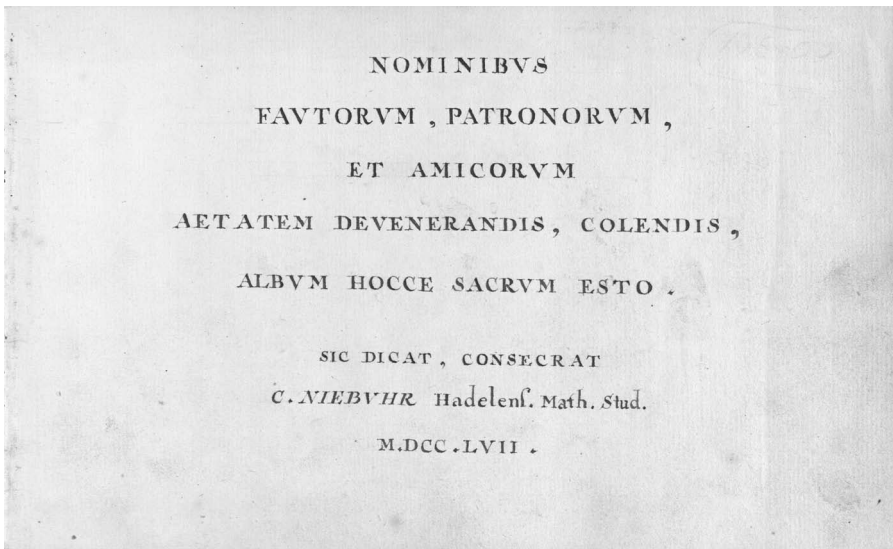 NOMINIBVS
FAVTORVM, PATRONORVM,
ET AMICORVM
AETATEM DEVENERANDIS, COLENDIS,
ALBVM HOCCE SACRVM ESTO.
SIC DICAT, CONSECRAT
C. NIEBVHR Hadelenſ. Math. Stud.
M.DCC.LVII.